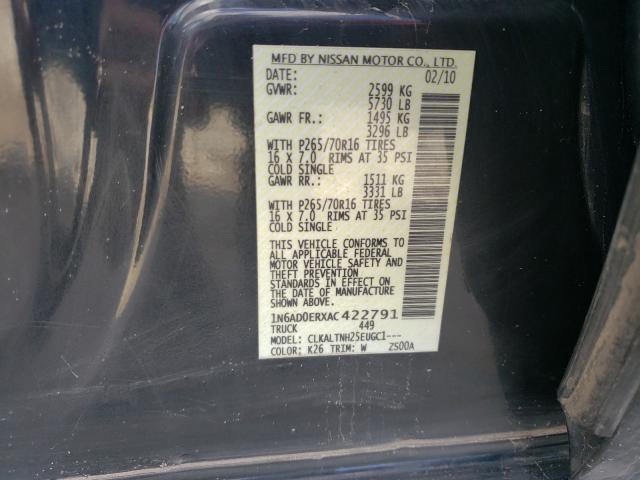 MFD BY NISSAN MOTOR CO., LTD.
DATE: 02/10
GVWR: 2599 KG
5730 LB
GAWR FR.: 1495 KG
3296 LB
WITH P265/70R16 TIRES
16 X 7.0 RIMS AT 35 PSI
COLD SINGLE
GAWR RR.: 1511 KG
3331 LB
WITH P265/70R16 TIRES
16 X 7.0 RIMS AT 35 PSI
COLD SINGLE
THIS VEHICLE CONFORMS TO
ALL APPLICABLE FEDERAL
MOTOR VEHICLE SAFETY AND
THEFT PREVENTION
STANDARDS IN EFFECT ON
THE DATE OF MANUFACTURE
SHOWN ABOVE
1N6AD0ERXAC422791
TRUCK 449
MODEL: CLKALTNH25EUGC1---
COLOR: K26 TRIM: W ZS00A